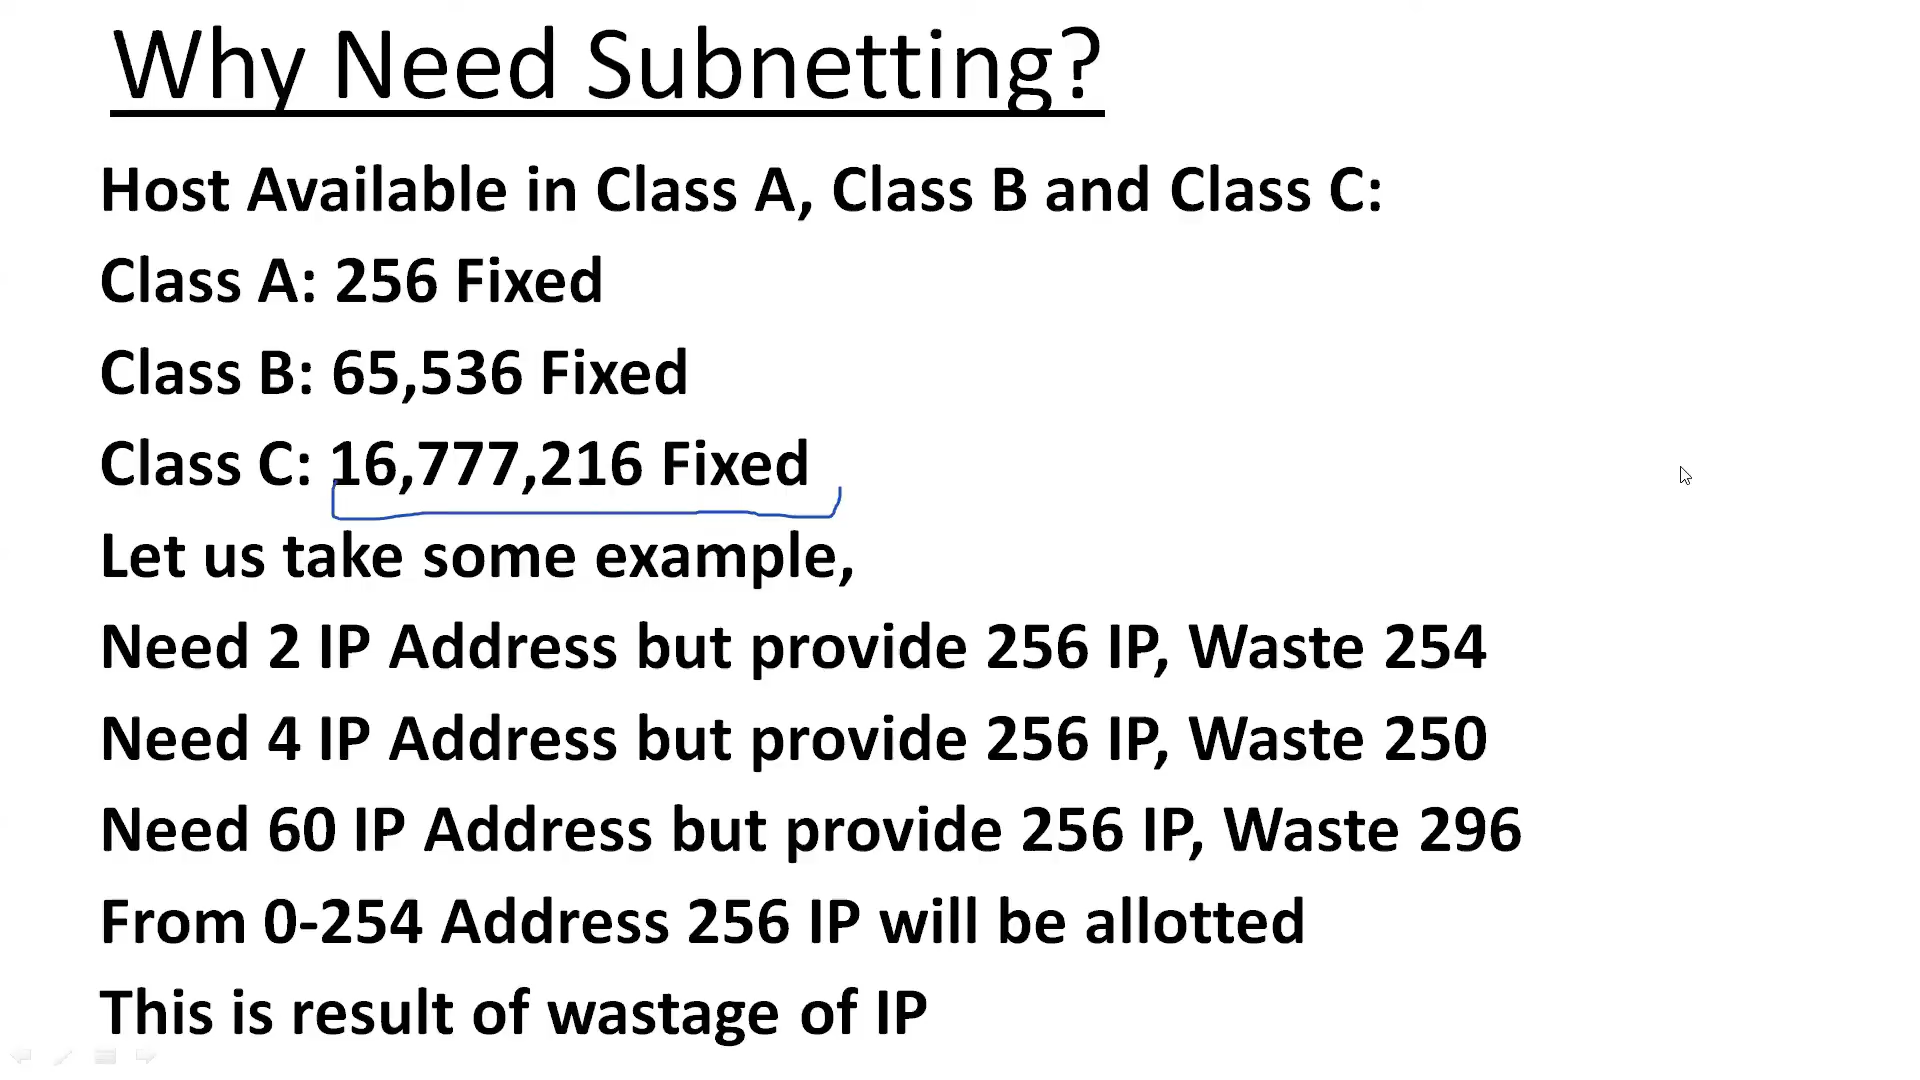 Why Need Subnetting?
Host Available in Class A, Class B and Class C:
Class A: 256 Fixed
Class B: 65,536 Fixed
Class C: 16,777,216 Fixed
Let us take some example,
Need 2 IP Address but provide 256 IP, Waste 254
Need 4 IP Address but provide 256 IP, Waste 250
Need 60 IP Address but provide 256 IP, Waste 296
From 0-254 Address 256 IP will be allotted
This is result of wastage of IP